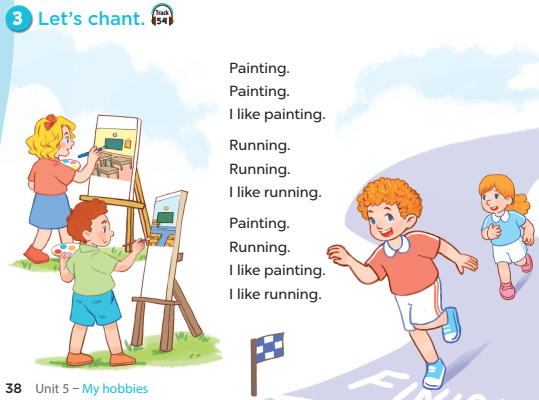 3 Let's chant. Track 54
Painting.
Painting.
I like painting.
Running.
Running.
I like running.
Painting.
Running.
I like painting.
I like running.
FINISH
38 Unit 5 – My hobbies